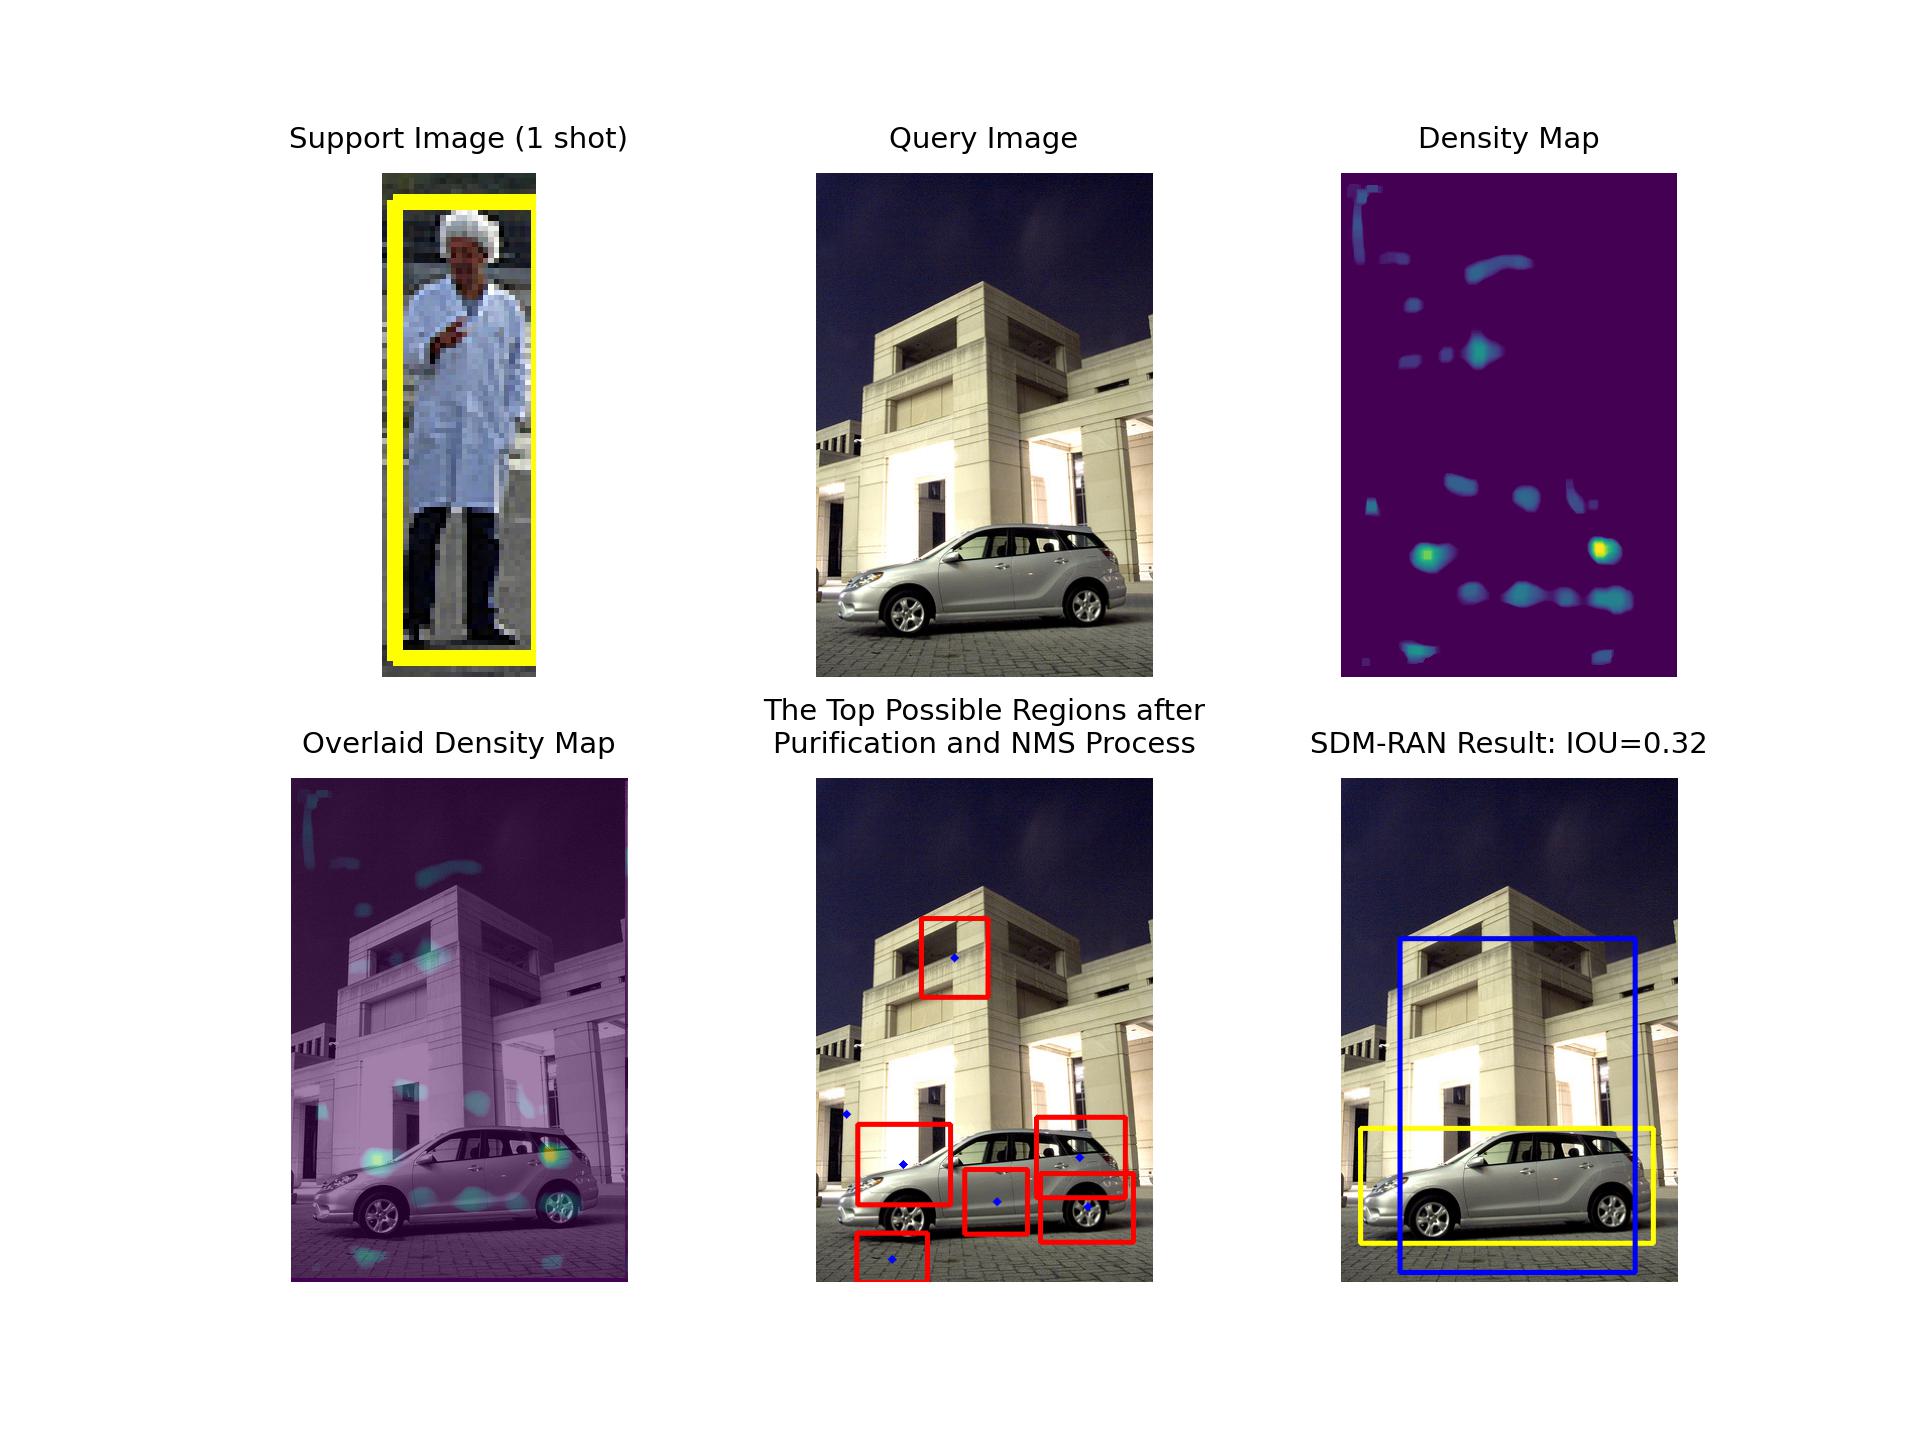 Support Image (1 shot)
Query Image
Density Map
Overlaid Density Map
The Top Possible Regions after
Purification and NMS Process
SDM-RAN Result: IOU=0.32